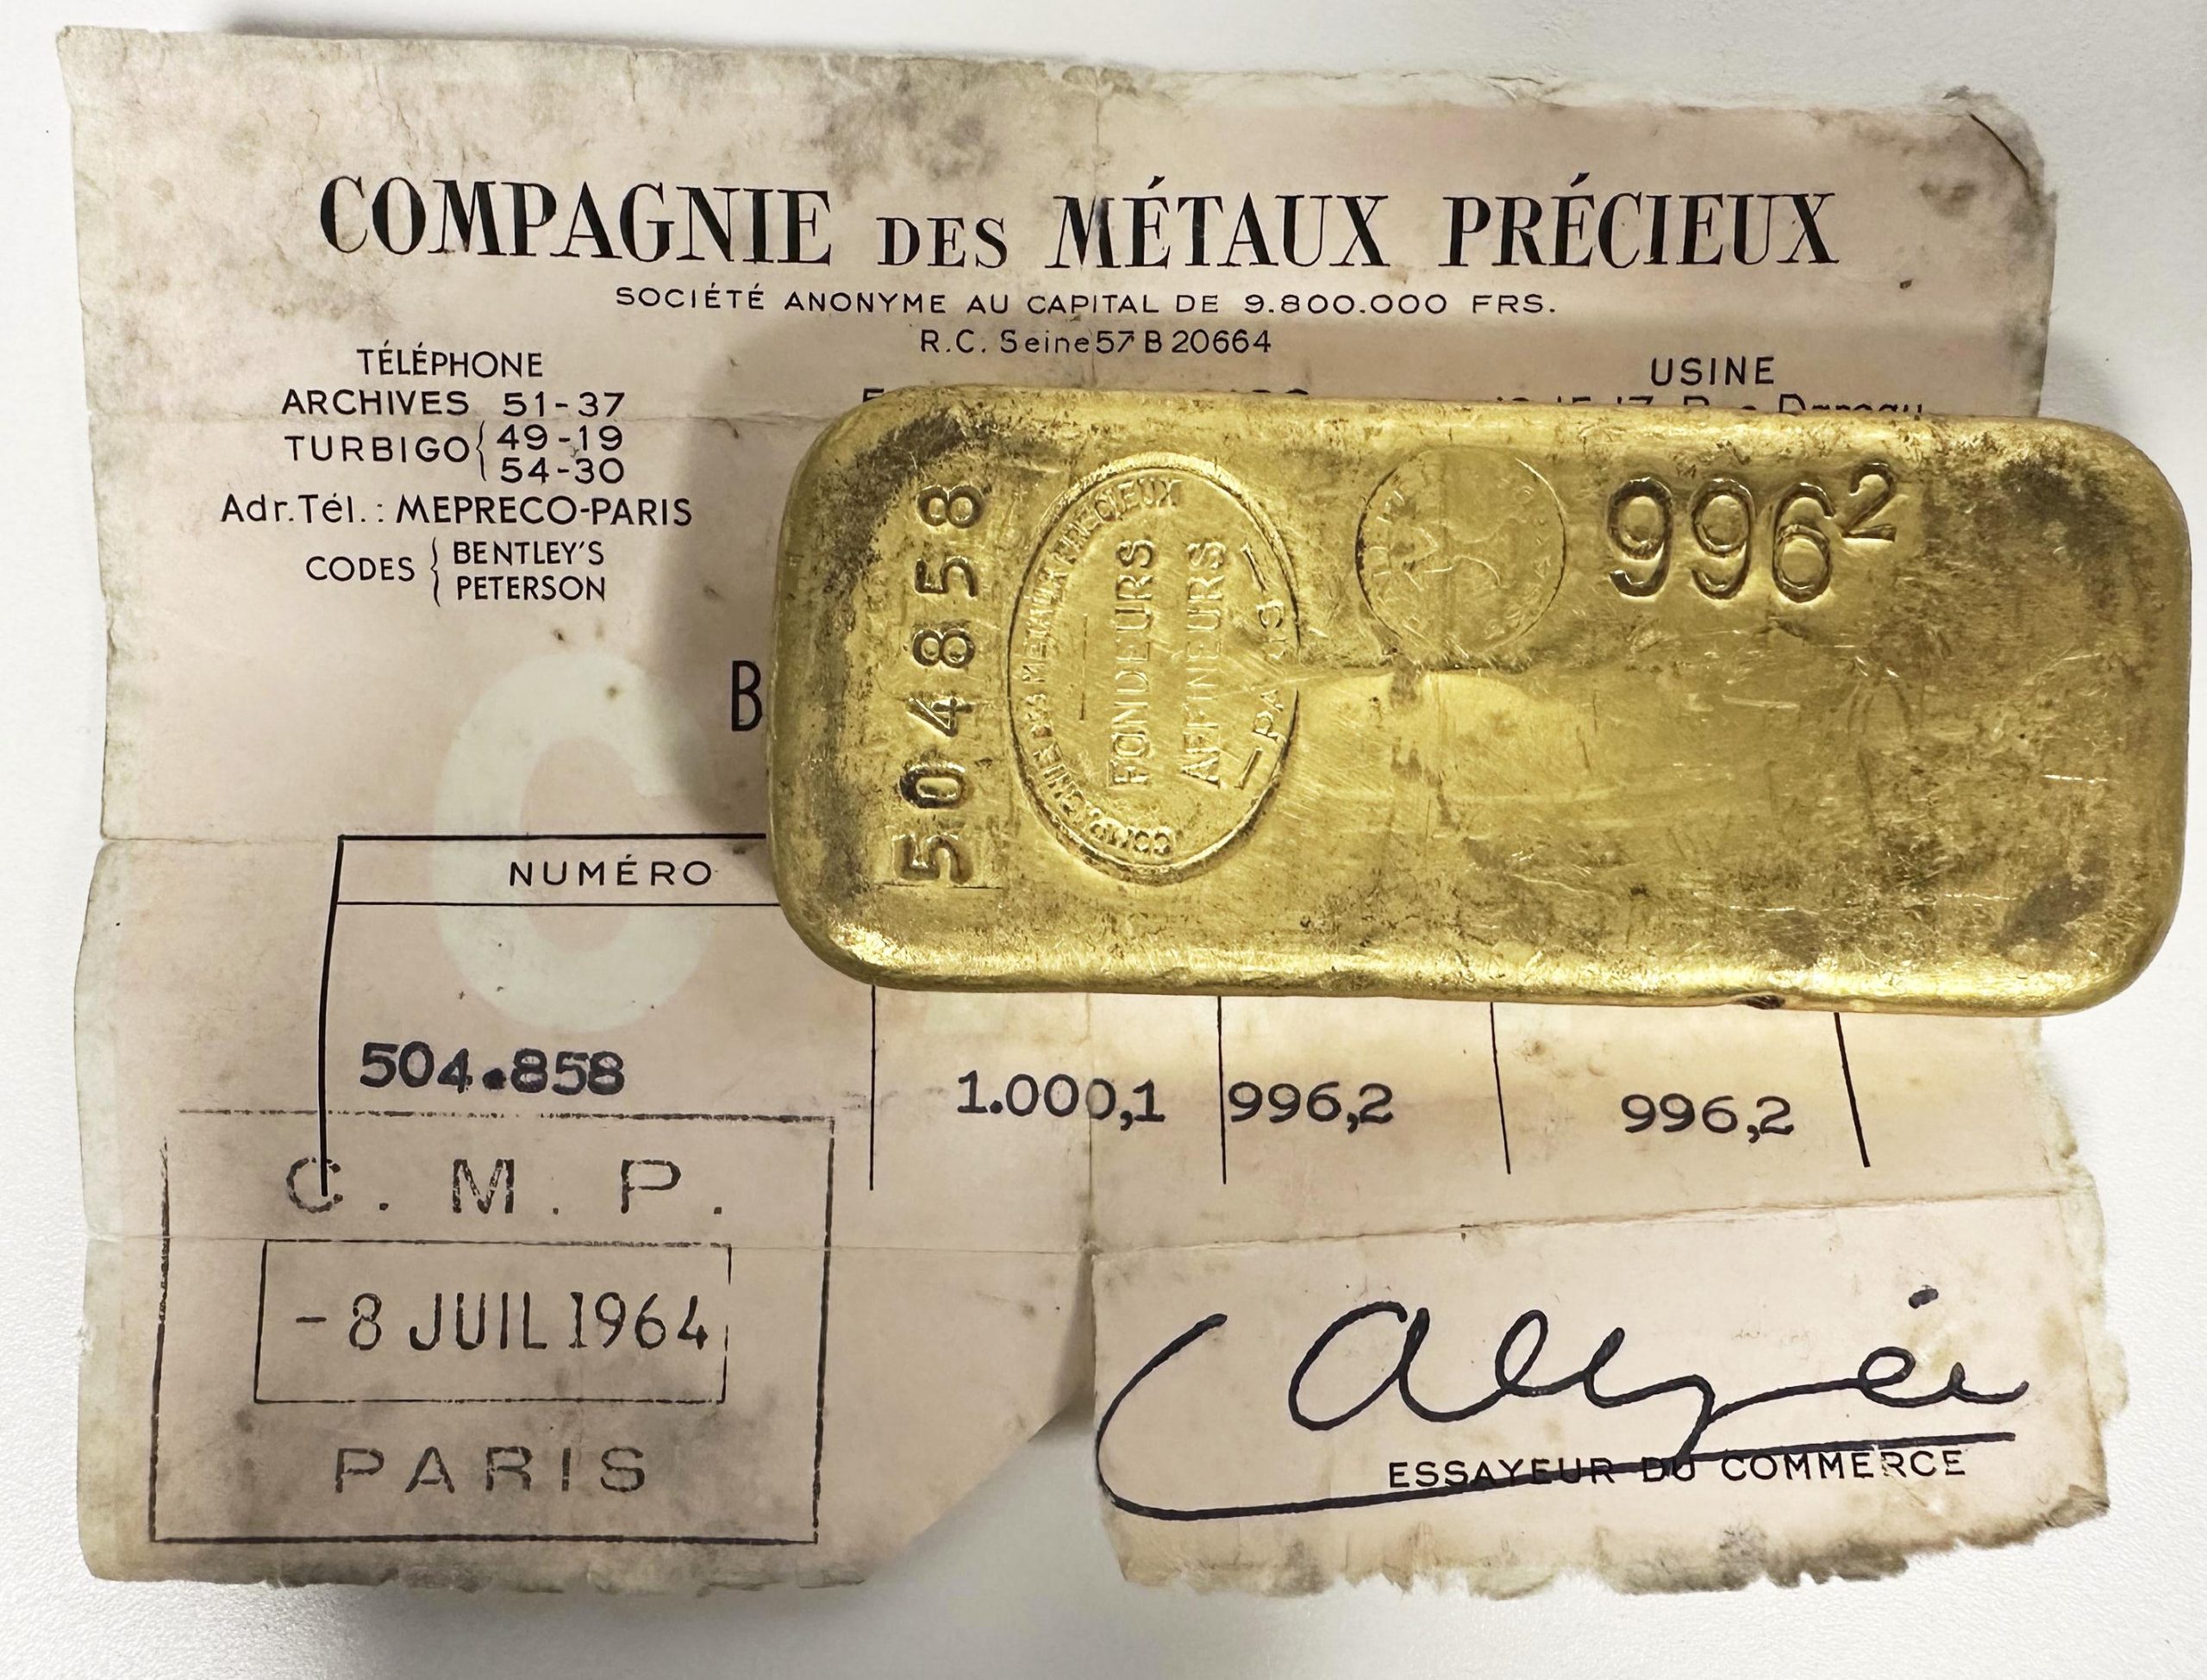 COMPAGNIE DES MÉTAUX PRÉCIEUX
SOCIÉTÉ ANONYME AU CAPITAL DE 9.800.000 FRS.
R.C. Seine 57 B 20664
TÉLÉPHONE
ARCHIVES 51-37
TURBIGO { 49-19
54-30
Adr. Tél. : MEPRECO-PARIS
CODES { BENTLEY'S
PETERSON
USINE
B
504858
COMPAGNIE DES METAUX PRECIEUX
FONDEURS
AFFINEURS
— PARIS —
996²
NUMÉRO
C
504.858
1.000,1
996,2
996,2
C. M. P.
-8 JUIL 1964
PARIS
ESSAYEUR DU COMMERCE